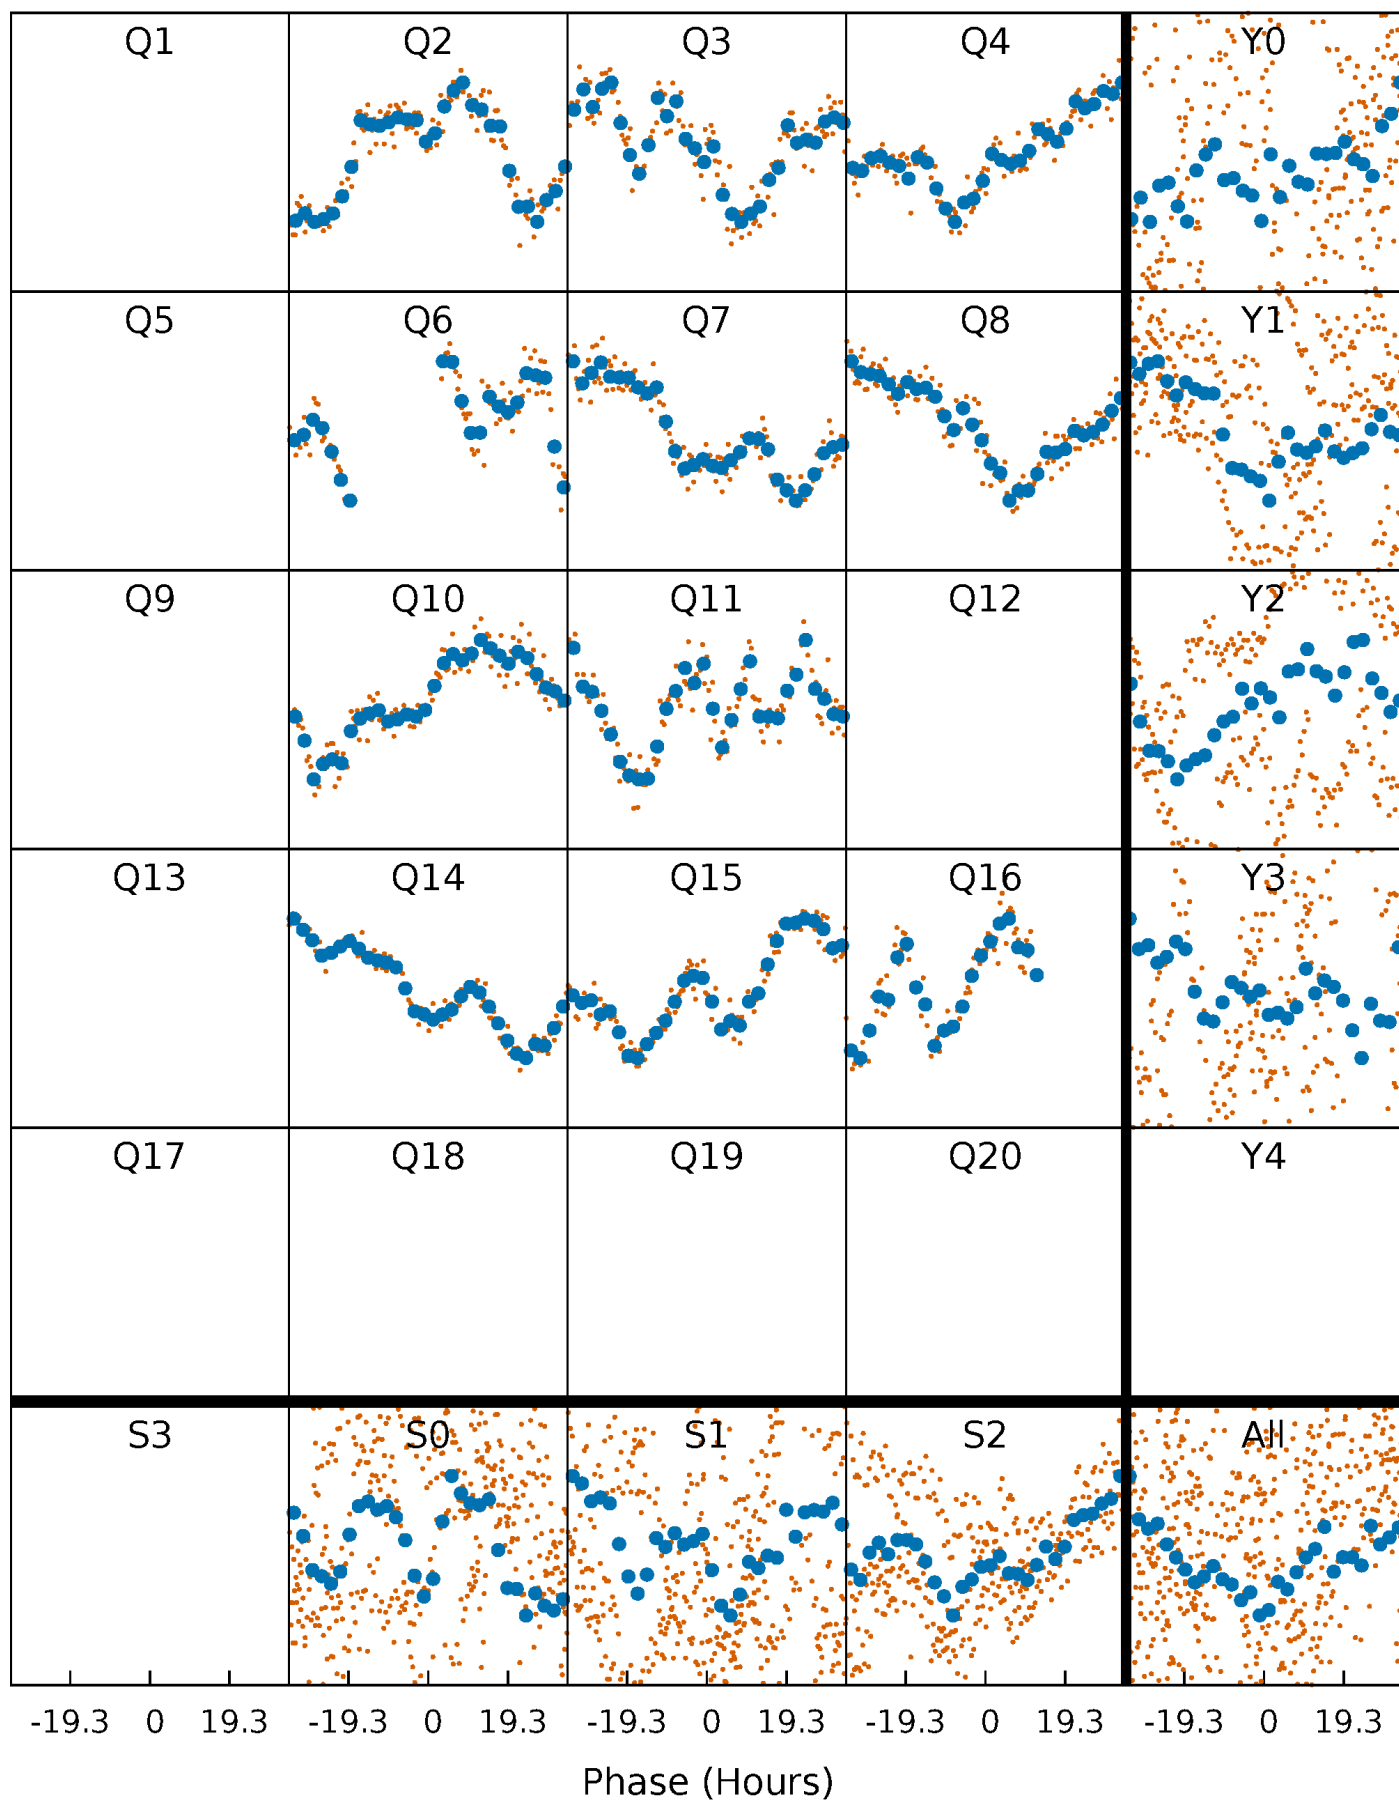 Q1 Q2 Q3 Q4 Y0
Q5 Q6 Q7 Q8 Y1
Q9 Q10 Q11 Q12 Y2
Q13 Q14 Q15 Q16 Y3
Q17 Q18 Q19 Q20 Y4
S3 S0 S1 S2 All
-19.3 0 19.3 -19.3 0 19.3 -19.3 0 19.3 -19.3 0 19.3 -19.3 0 19.3
Phase (Hours)